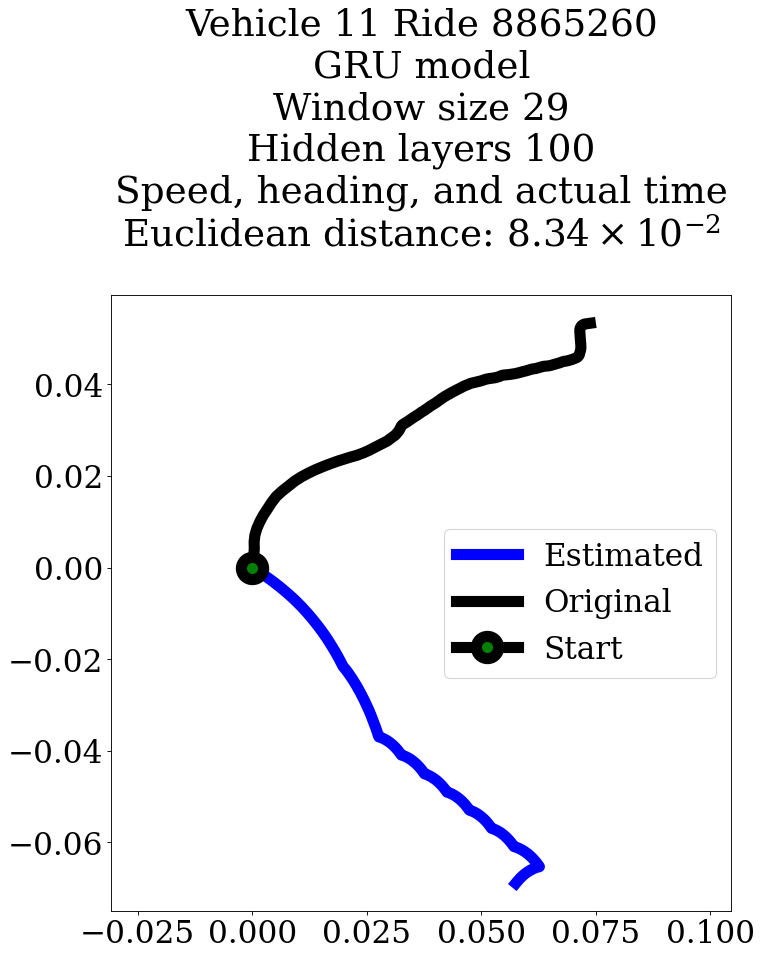 Vehicle 11 Ride 8865260
GRU model
Window size 29
Hidden layers 100
Speed, heading, and actual time
Euclidean distance: 8.34 × 10⁻²
0.04
0.02
0.00
−0.02
−0.04
−0.06
Estimated
Original
Start
−0.025 0.000 0.025 0.050 0.075 0.100